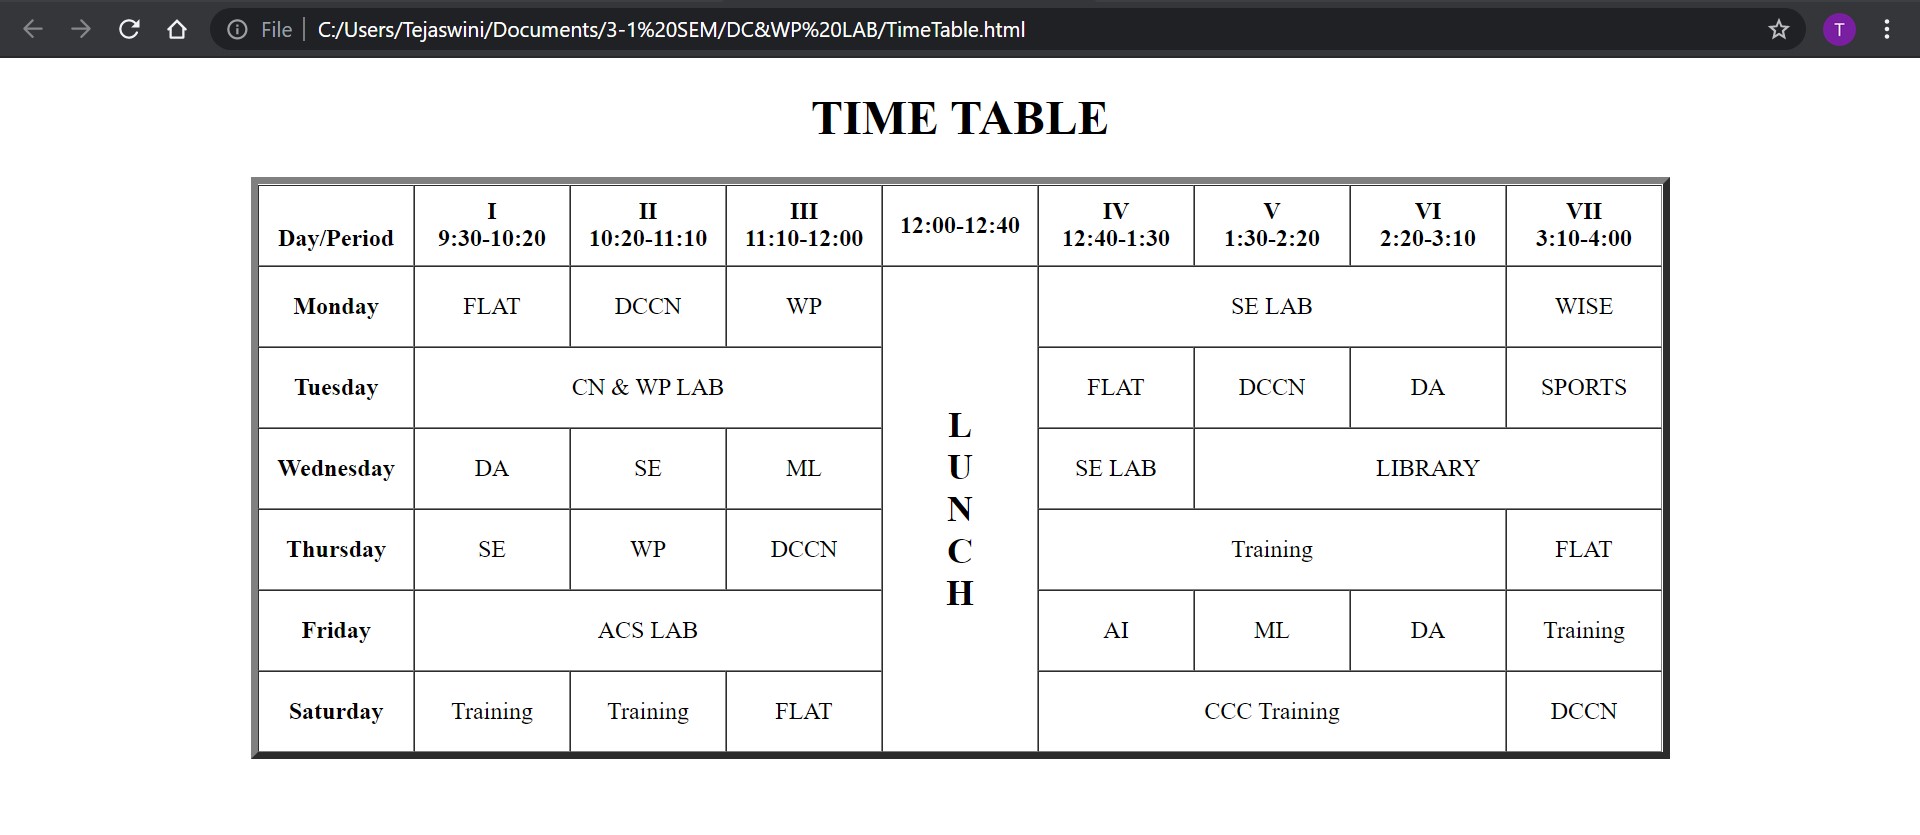 File
C:/Users/Tejaswini/Documents/3-1%20SEM/DC&WP%20LAB/TimeTable.html
T
TIME TABLE
Day/Period
I
9:30-10:20
II
10:20-11:10
III
11:10-12:00
12:00-12:40
IV
12:40-1:30
V
1:30-2:20
VI
2:20-3:10
VII
3:10-4:00
Monday
FLAT
DCCN
WP
L
U
N
C
H
SE LAB
WISE
Tuesday
CN & WP LAB
FLAT
DCCN
DA
SPORTS
Wednesday
DA
SE
ML
SE LAB
LIBRARY
Thursday
SE
WP
DCCN
Training
FLAT
Friday
ACS LAB
AI
ML
DA
Training
Saturday
Training
Training
FLAT
CCC Training
DCCN